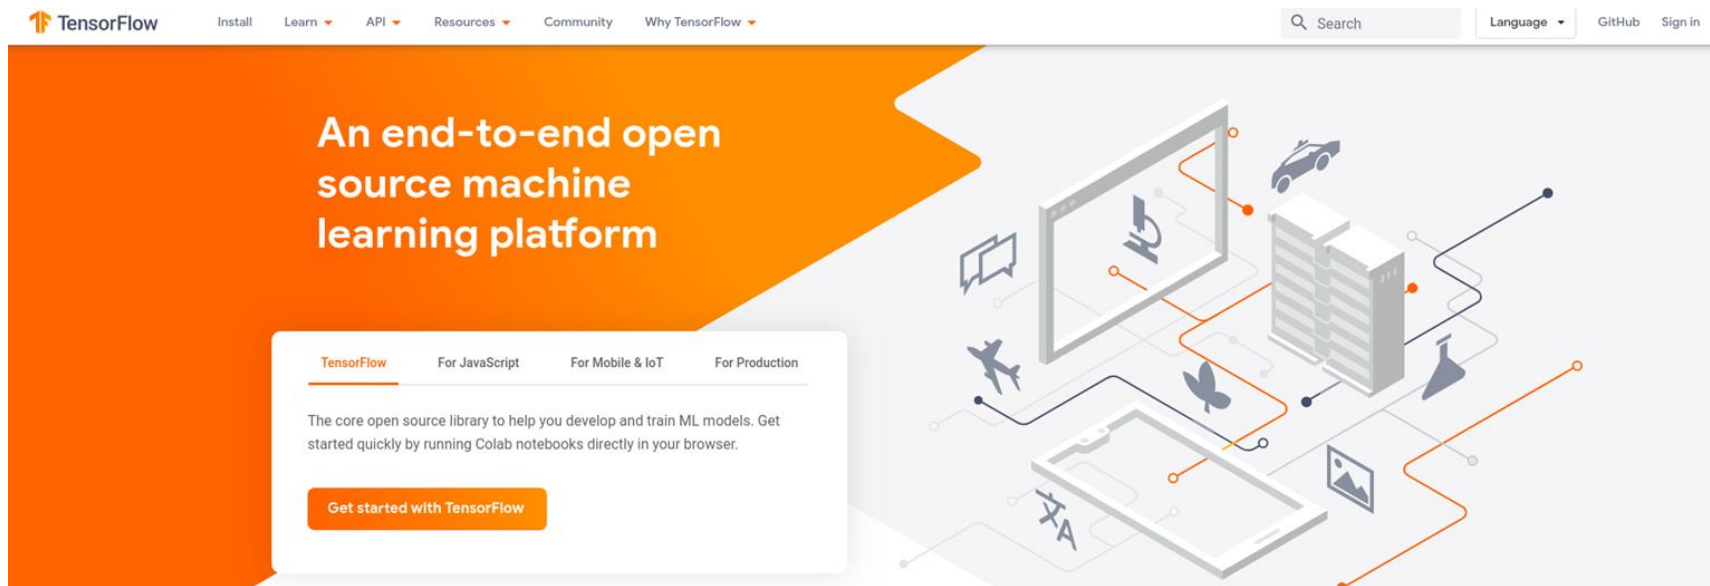 TensorFlow
Install
Learn
API
Resources
Community
Why TensorFlow
Search
Language
GitHub
Sign in
An end-to-end open
source machine
learning platform
TensorFlow
For JavaScript
For Mobile & IoT
For Production
The core open source library to help you develop and train ML models. Get
started quickly by running Colab notebooks directly in your browser.
Get started with TensorFlow
文A